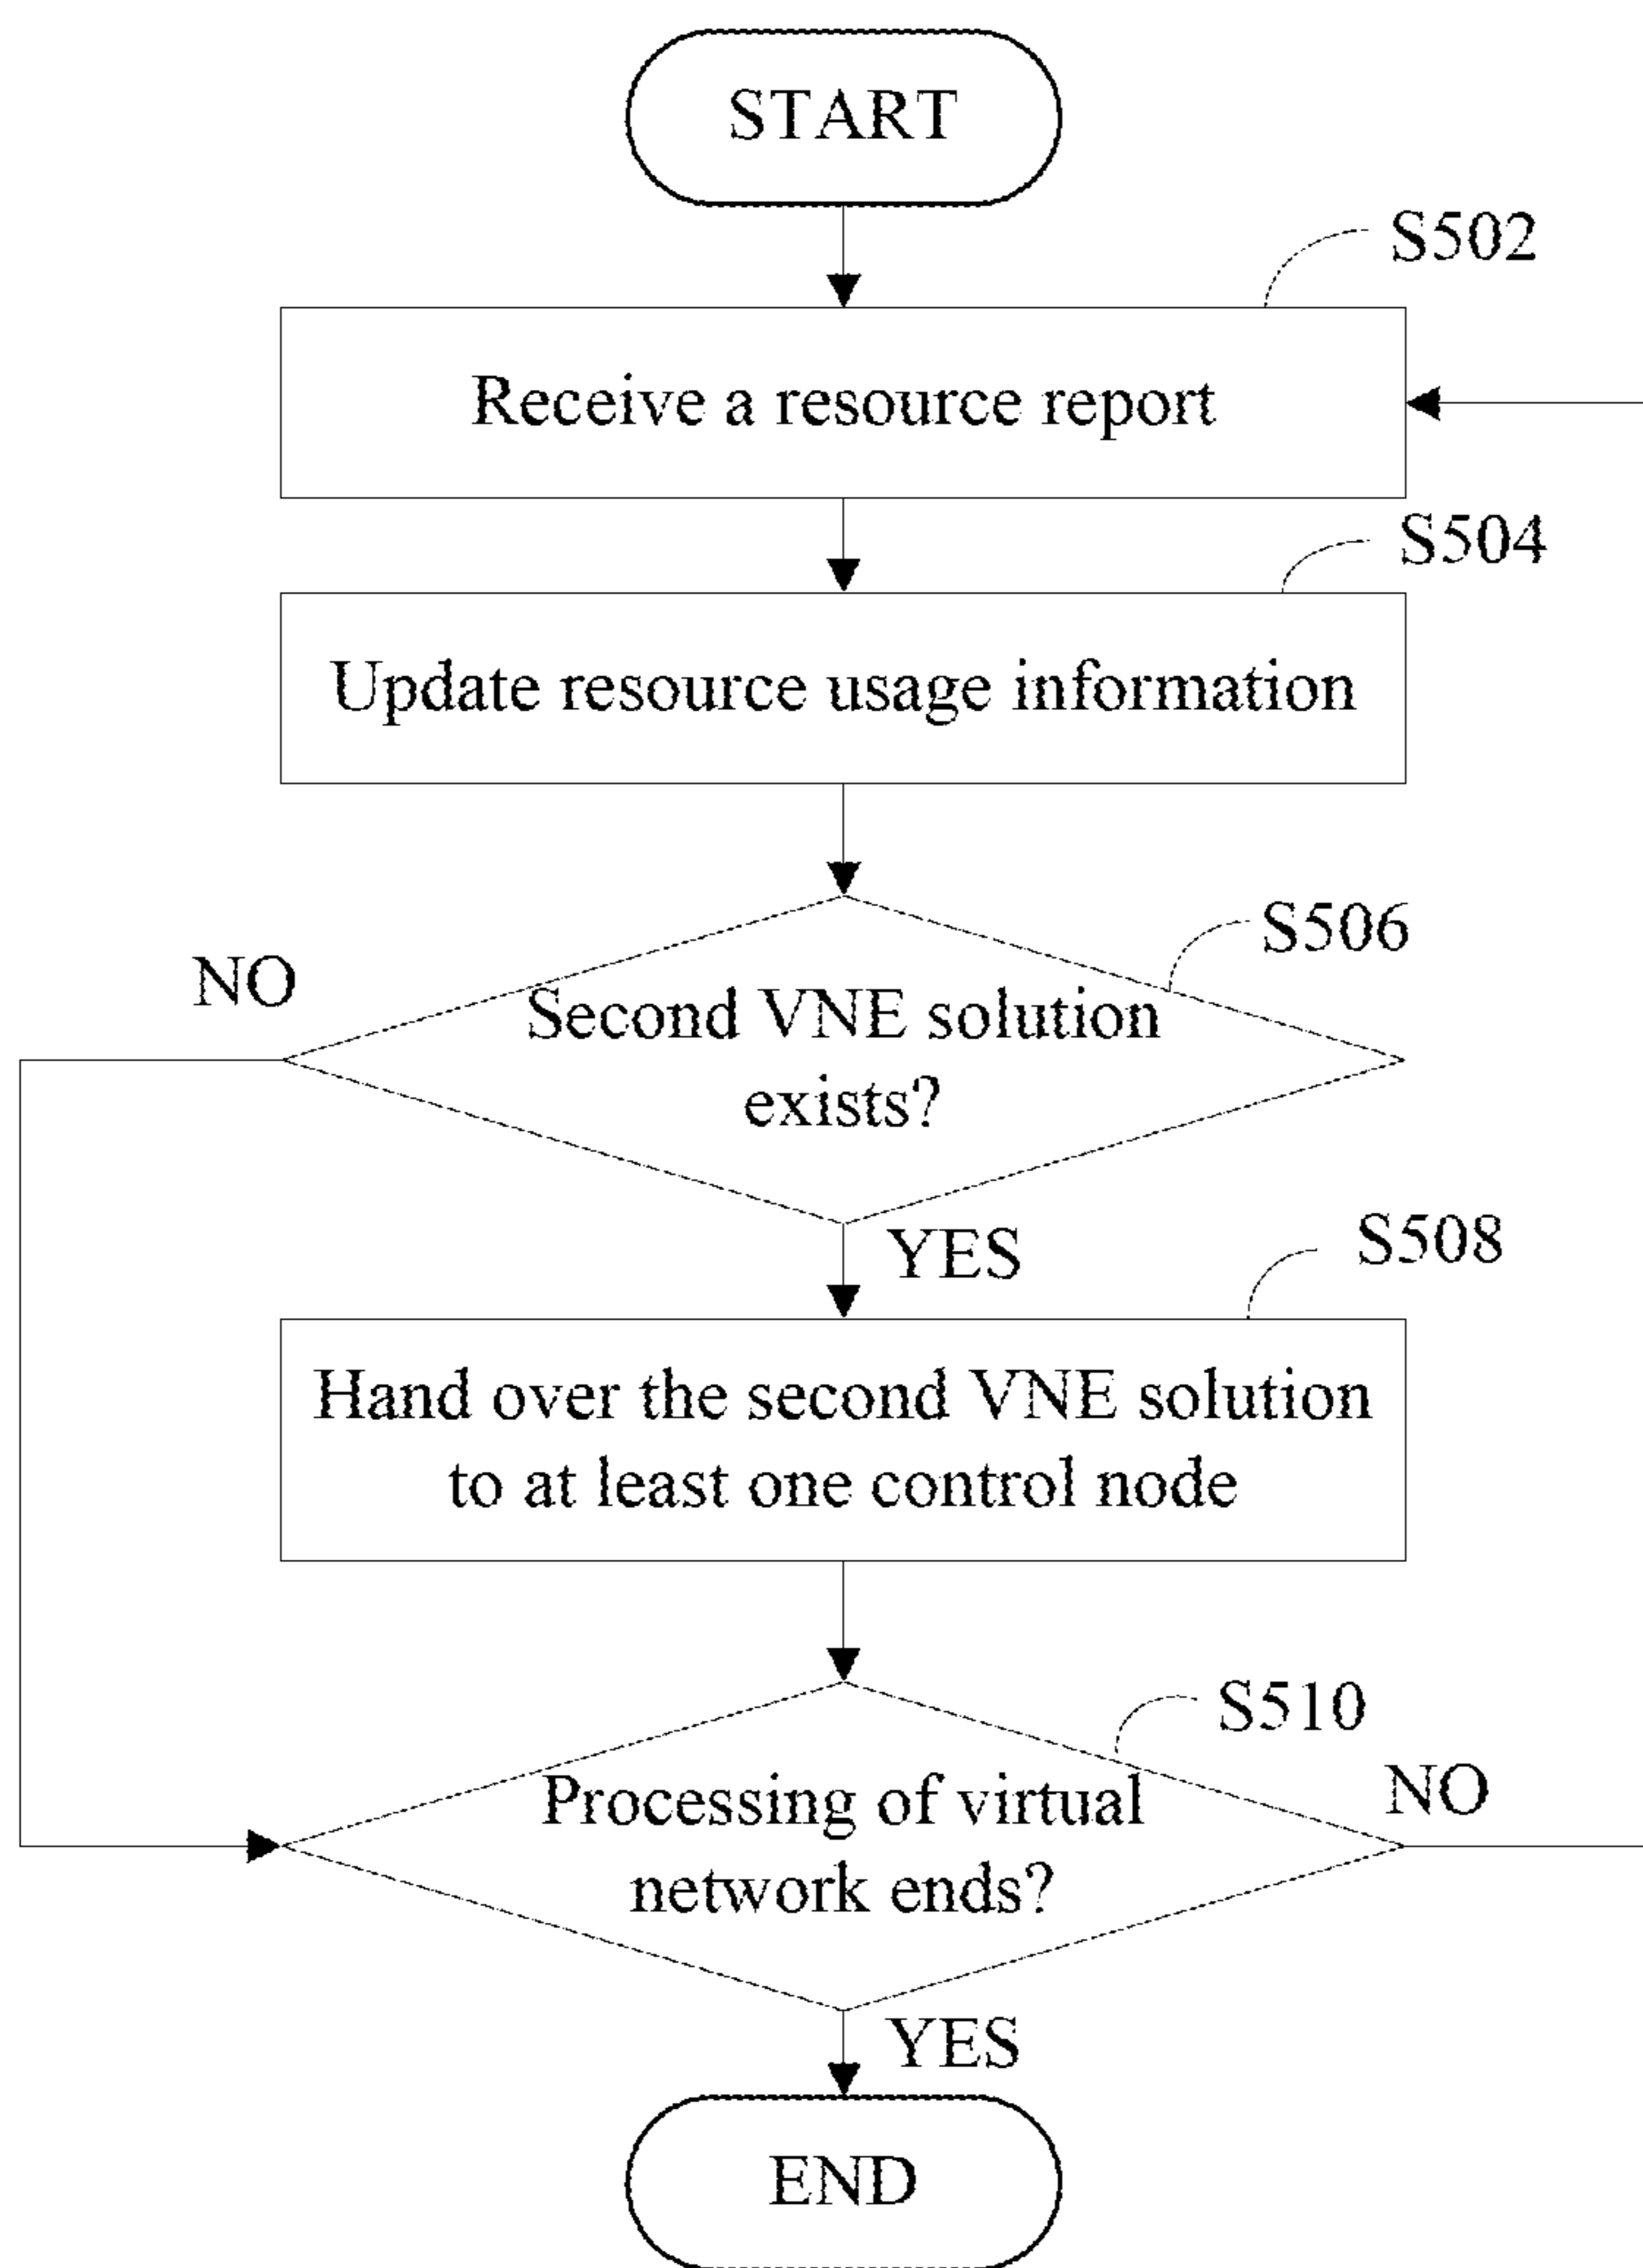 START
S502
Receive a resource report
S504
Update resource usage information
S506
NO
Second VNE solution
exists?
YES
S508
Hand over the second VNE solution
to at least one control node
S510
Processing of virtual
network ends?
NO
YES
END